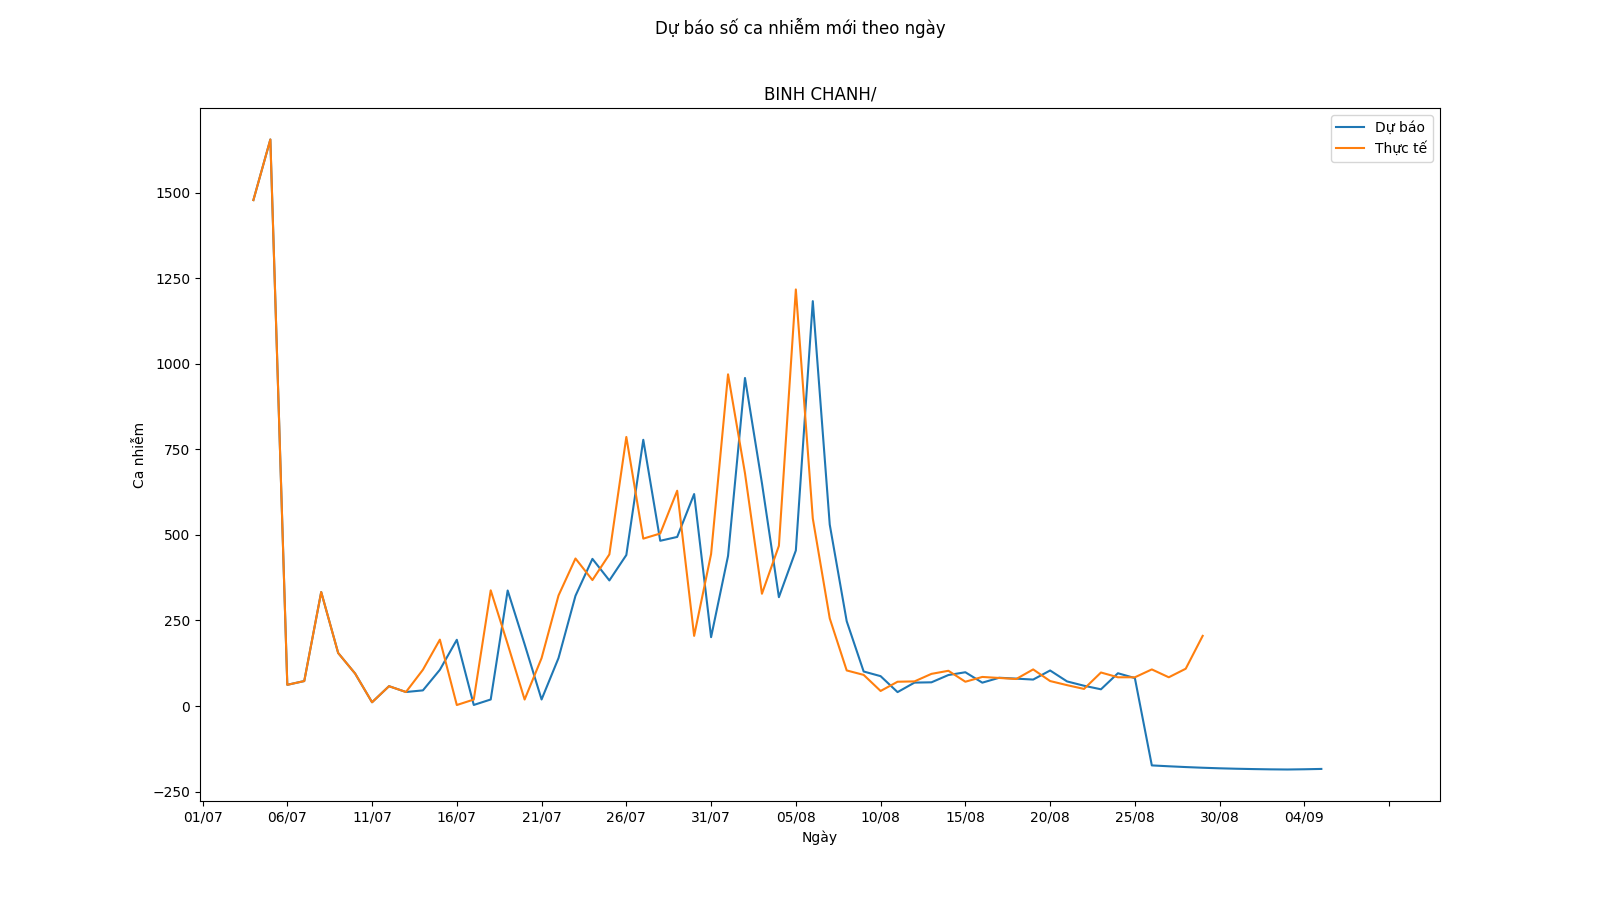 Dự báo số ca nhiễm mới theo ngày
BINH CHANH/
Dự báo
Thực tế
1500
1250
1000
750
500
250
0
−250
Ca nhiễm
01/07 06/07 11/07 16/07 21/07 26/07 31/07 05/08 10/08 15/08 20/08 25/08 30/08 04/09
Ngày